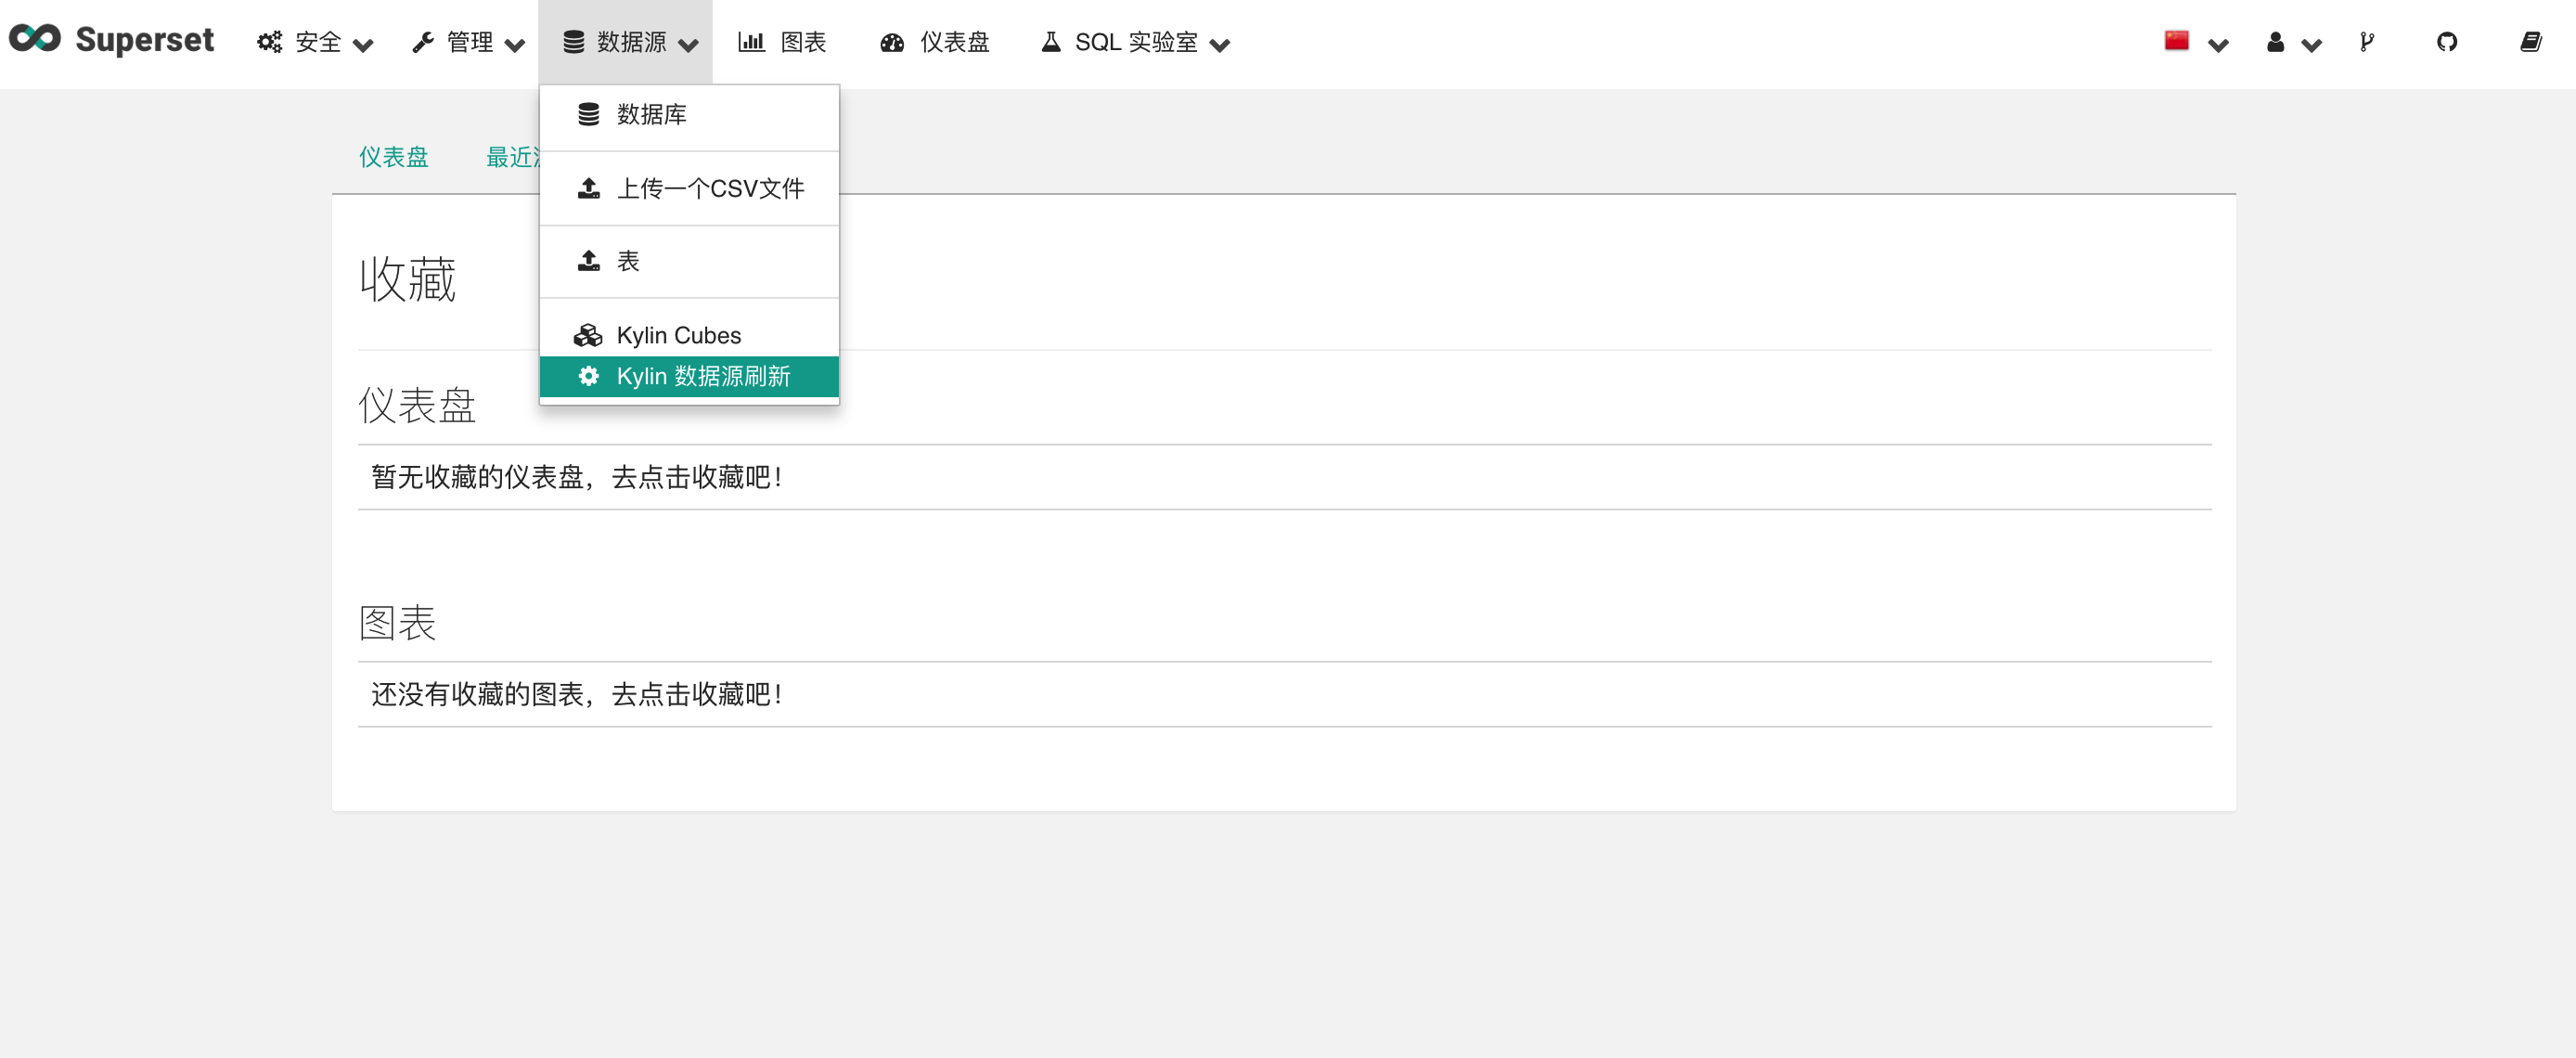 Superset 安全 管理 数据源 图表 仪表盘 SQL 实验室
数据库
仪表盘 最近
上传一个CSV文件
表
收藏
Kylin Cubes
Kylin 数据源刷新
仪表盘
暂无收藏的仪表盘，去点击收藏吧！
图表
还没有收藏的图表，去点击收藏吧！